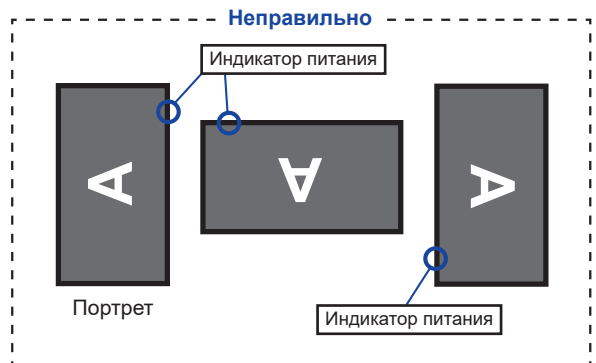 Неправильно
Индикатор питания
A
A
A
Портрет
Индикатор питания